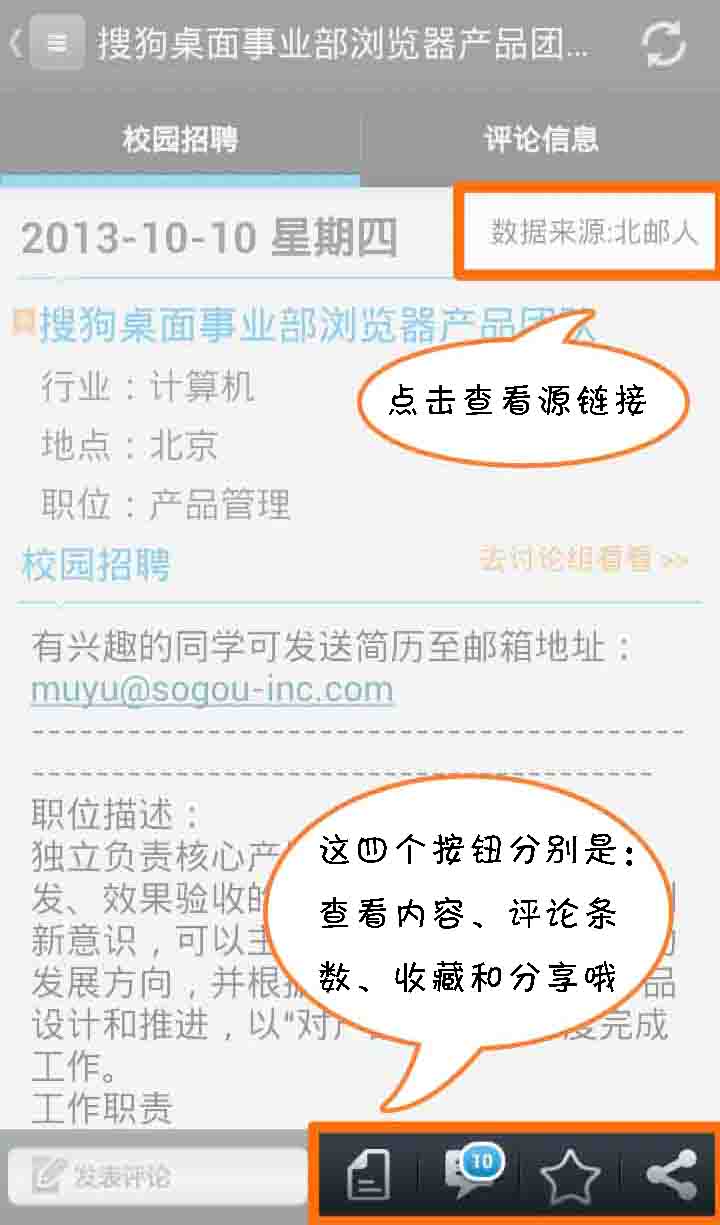 搜狗桌面事业部浏览器产品团...
校园招聘
评论信息
2013-10-10 星期四
数据来源:北邮人
搜狗桌面事业部浏览器产品团队
点击查看源链接
行业：计算机
地点：北京
职位：产品管理
校园招聘
去讨论组看看>>
有兴趣的同学可发送简历至邮箱地址：
muyu@sogou-inc.com
----------------------------------------
---------------------------------------
职位描述：
独立负责核心产
发、效果验收的
新意识，可以主
发展方向，并根据 品
设计和推进，以“对产 度完成
工作。
工作职责
这四个按钮分别是：
查看内容、评论条
数、收藏和分享哦
发表评论
10